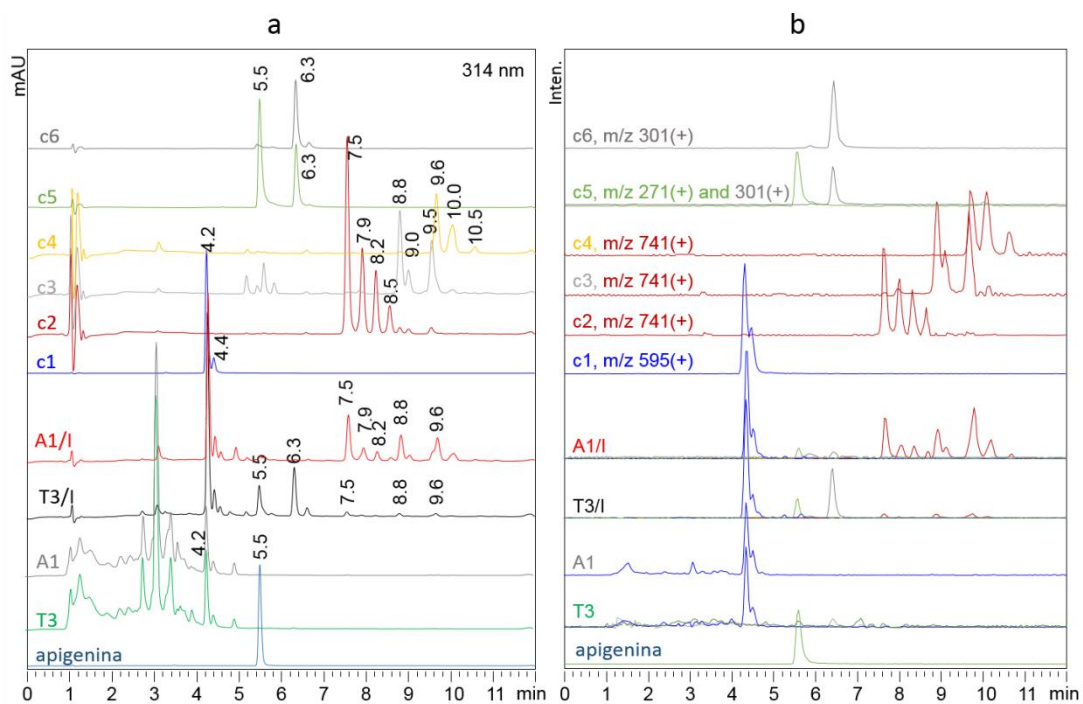 a
b
mAU
314 nm
5.5
6.3
7.5
c6
6.3
c5
7.9
8.2
8.5
8.8
9.0
9.5
9.6
10.0
10.5
c4
4.2
c3
c2
4.4
c1
7.5
7.9
8.2
8.8
9.6
A1/I
5.5
6.3
7.5
8.8
9.6
T3/I
4.2
5.5
A1
T3
apigenina
0 1 2 3 4 5 6 7 8 9 10 11 min
Inten.
c6, m/z 301(+)
c5, m/z 271(+) and 301(+)
c4, m/z 741(+)
c3, m/z 741(+)
c2, m/z 741(+)
c1, m/z 595(+)
A1/I
T3/I
A1
T3
apigenina
0 1 2 3 4 5 6 7 8 9 10 11 min